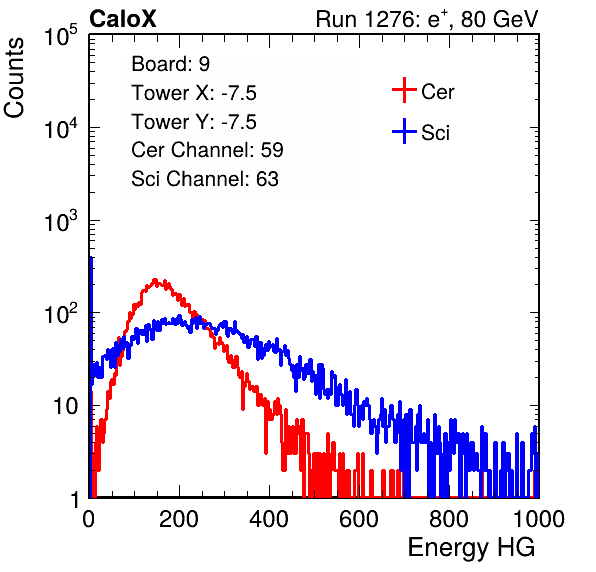 CaloX Run 1276: e⁺, 80 GeV
Counts
Board: 9
Tower X: -7.5
Tower Y: -7.5
Cer Channel: 59
Sci Channel: 63
Cer
Sci
10⁵
10⁴
10³
10²
10
1
0 200 400 600 800 1000
Energy HG